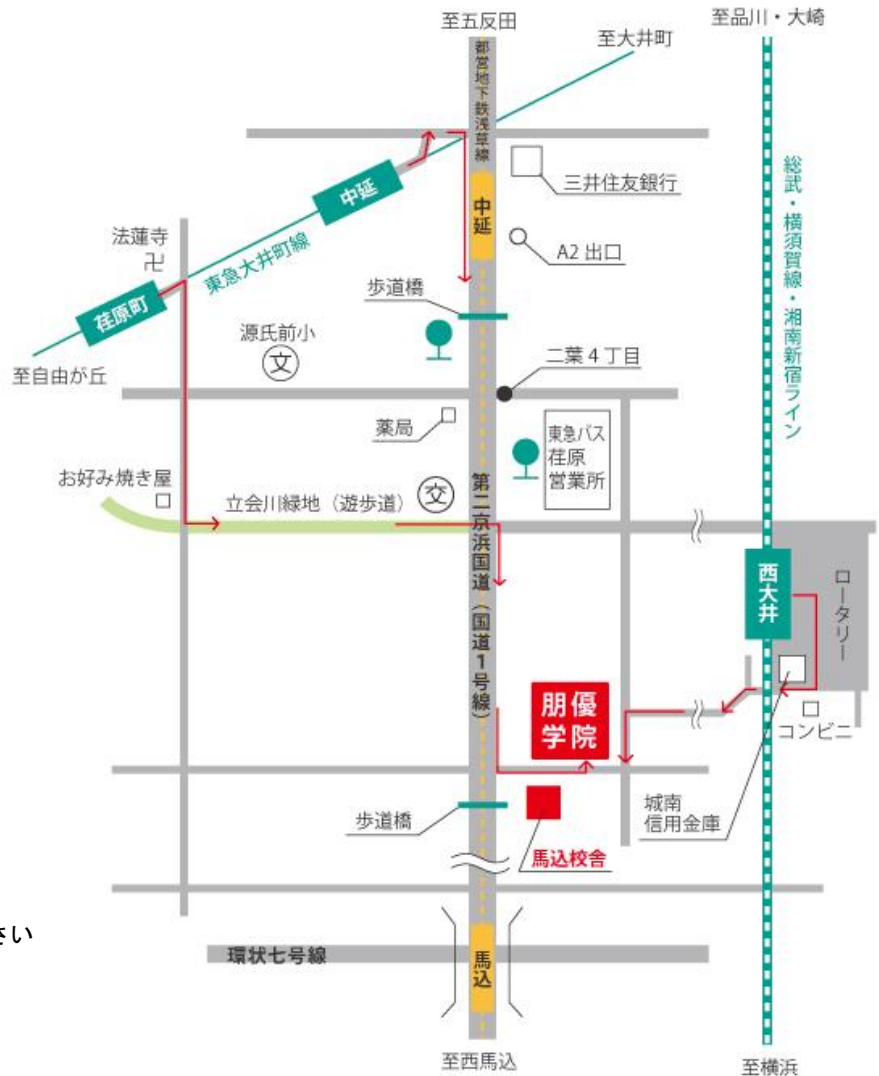 至五反田
至品川・大崎
至大井町
都営地下鉄浅草線
三井住友銀行
中延
中延
A2 出口
法蓮寺
卍
東急大井町線
荏原町
歩道橋
総武・横須賀線・湘南新宿ライン
源氏前小
文
二葉4丁目
至自由が丘
薬局
東急バス
荏原
営業所
お好み焼き屋
立会川緑地（遊歩道）
交
第二京浜国道（国道1号線）
西大井
ロータリー
朋優
学院
コンビニ
城南
信用金庫
歩道橋
馬込校舎
さい
環状七号線
馬込
至西馬込
至横浜